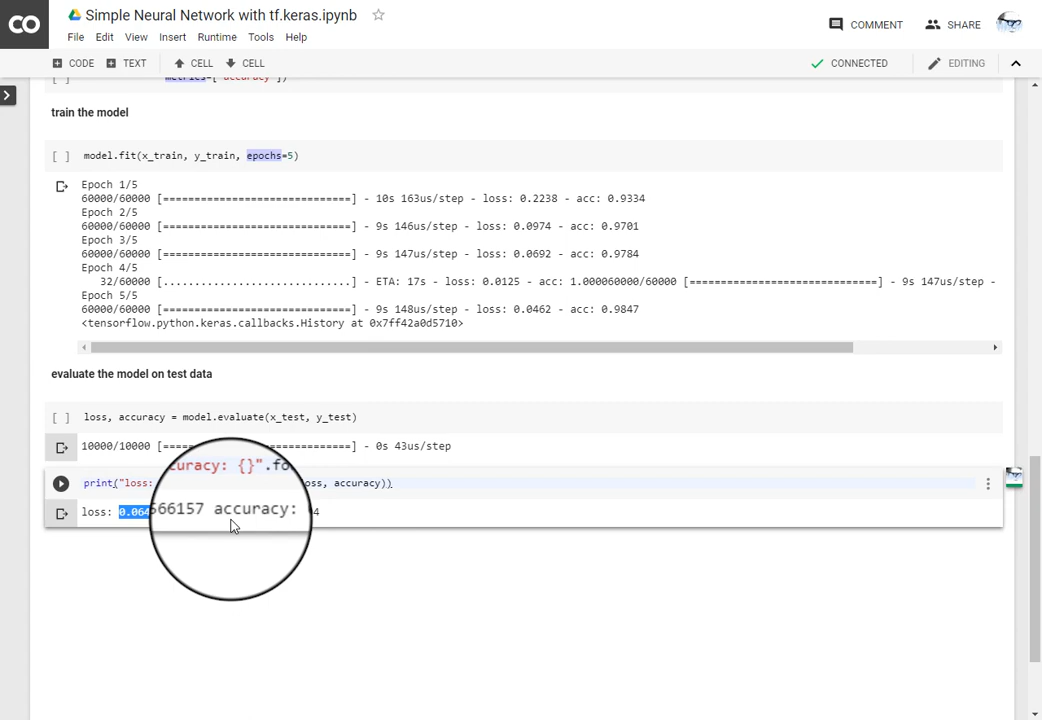 CO
Simple Neural Network with tf.keras.ipynb
File Edit View Insert Runtime Tools Help
COMMENT SHARE
CODE TEXT CELL CELL
CONNECTED EDITING
[ ] metrics=['accuracy'])
train the model
[ ] model.fit(x_train, y_train, epochs=5)
Epoch 1/5
60000/60000 [==============================] - 10s 163us/step - loss: 0.2238 - acc: 0.9334
Epoch 2/5
60000/60000 [==============================] - 9s 146us/step - loss: 0.0974 - acc: 0.9701
Epoch 3/5
60000/60000 [==============================] - 9s 147us/step - loss: 0.0692 - acc: 0.9784
Epoch 4/5
32/60000 [..............................] - ETA: 17s - loss: 0.0125 - acc: 1.000060000/60000 [==============================] - 9s 147us/step -
Epoch 5/5
60000/60000 [==============================] - 9s 148us/step - loss: 0.0462 - acc: 0.9847
<tensorflow.python.keras.callbacks.History at 0x7ff42a0d5710>
evaluate the model on test data
[ ] loss, accuracy = model.evaluate(x_test, y_test)
10000/10000 [==============================] - 0s 43us/step
curacy: {}".fo
print("loss: oss, accuracy))
loss: 0.064 566157 accuracy: 4